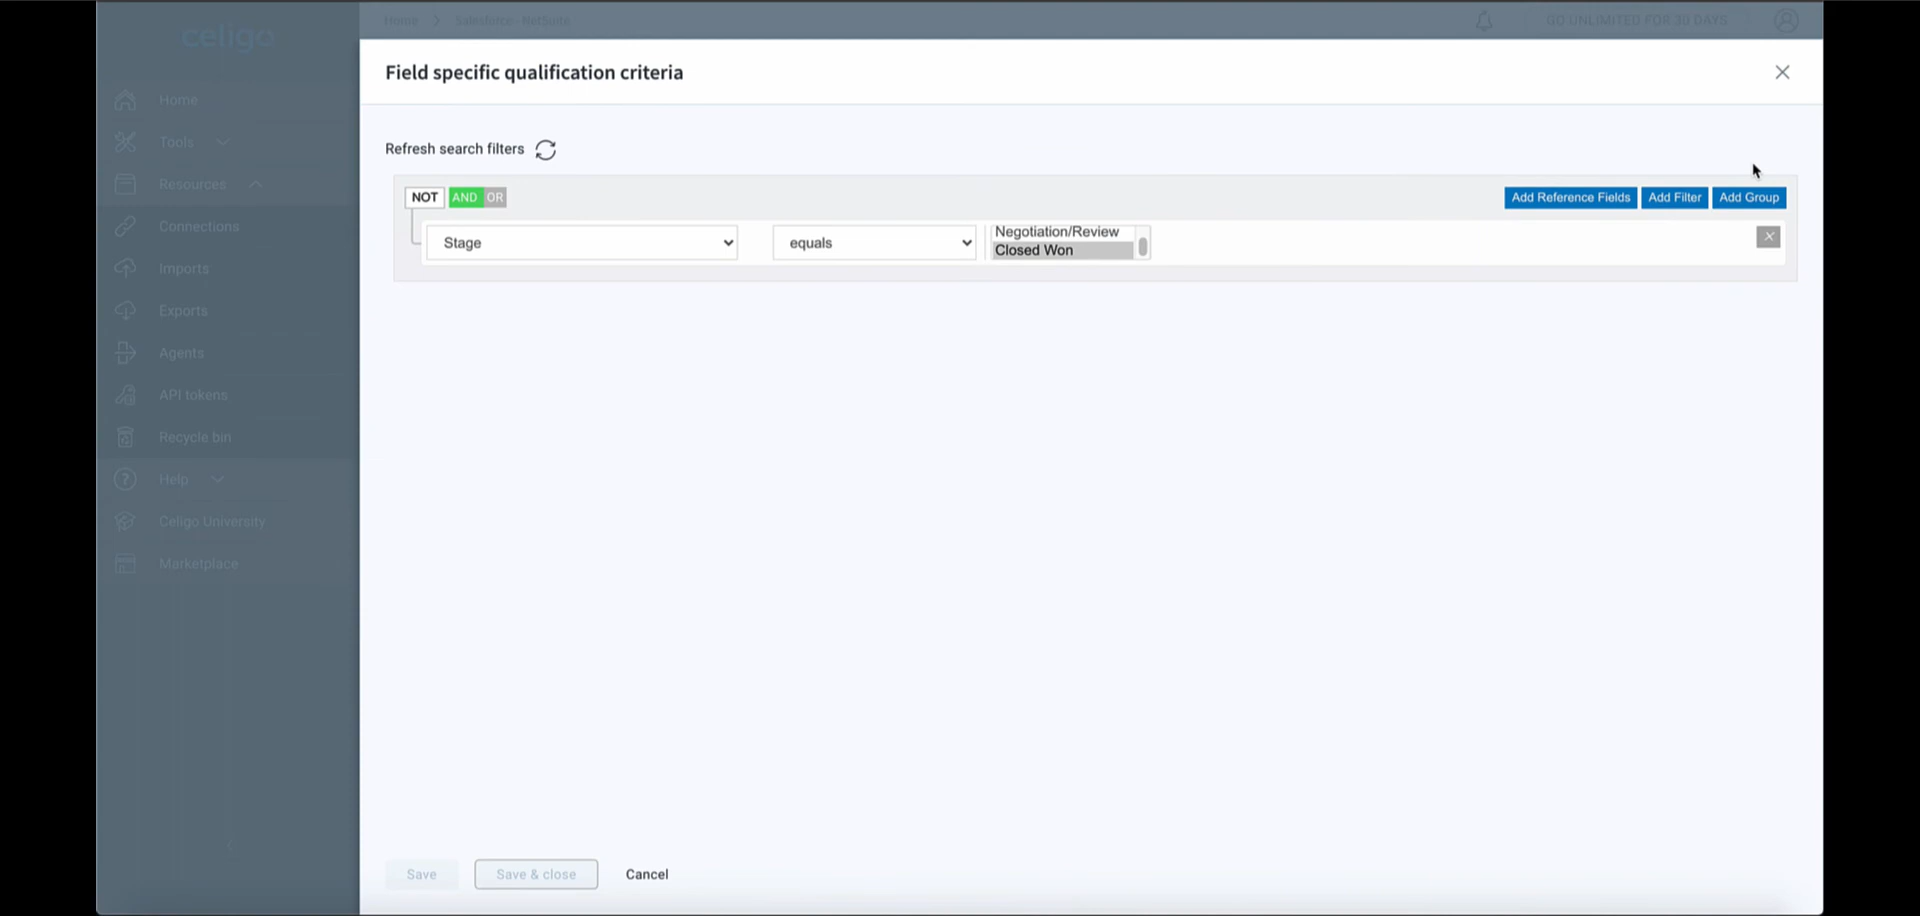 celigo
Home > Salesforce - NetSuite
GO UNLIMITED FOR 30 DAYS
Field specific qualification criteria
Home
Tools
Resources
Connections
Imports
Exports
Agents
API tokens
Recycle bin
Help
Celigo University
Marketplace
Refresh search filters
NOT AND OR
Add Reference Fields Add Filter Add Group
Stage equals Negotiation/Review
Closed Won
Save Save & close Cancel